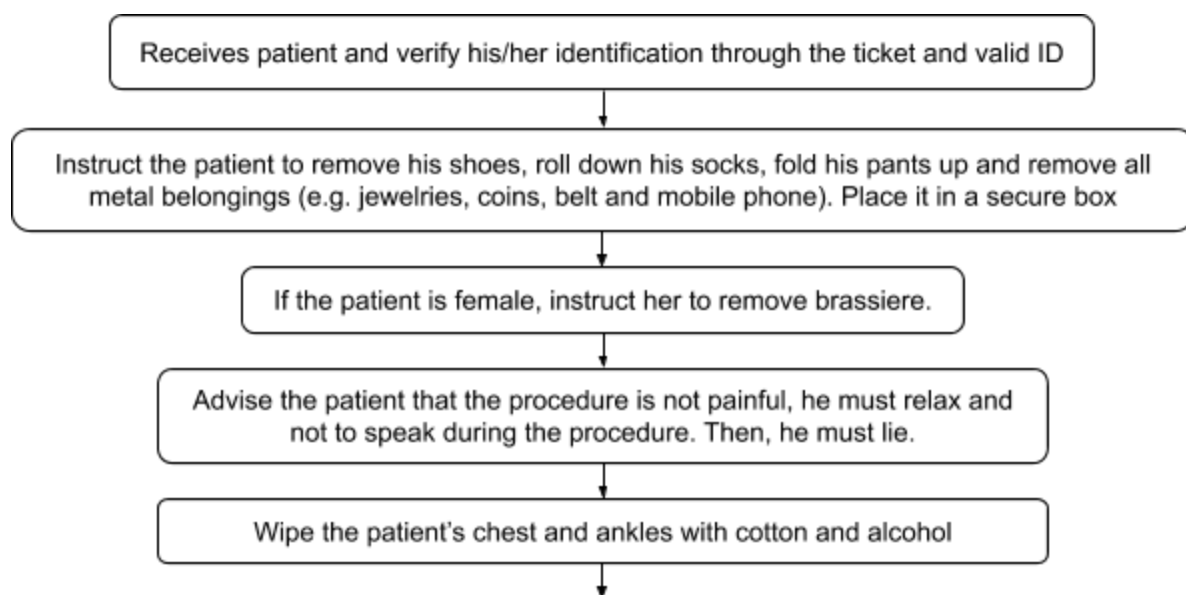 Receives patient and verify his/her identification through the ticket and valid ID
Instruct the patient to remove his shoes, roll down his socks, fold his pants up and remove all
metal belongings (e.g. jewelries, coins, belt and mobile phone). Place it in a secure box
If the patient is female, instruct her to remove brassiere.
Advise the patient that the procedure is not painful, he must relax and
not to speak during the procedure. Then, he must lie.
Wipe the patient’s chest and ankles with cotton and alcohol